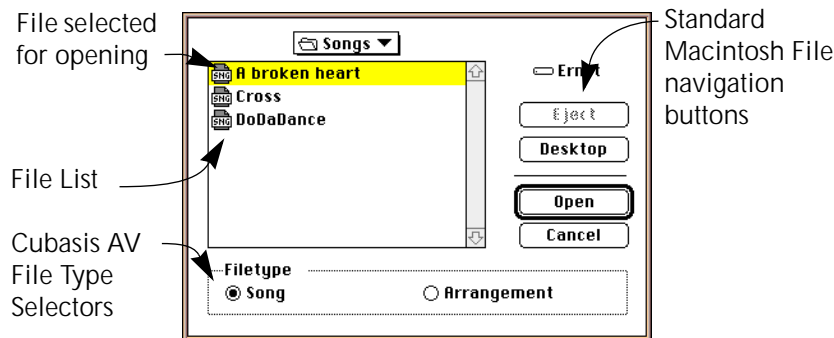 File selected
for opening
Songs
A broken heart
Cross
DoDaDance
Eject
Desktop
Open
Cancel
Standard
Macintosh File
navigation
buttons
File List
Cubasis AV
File Type
Selectors
Filetype
Song
Arrangement